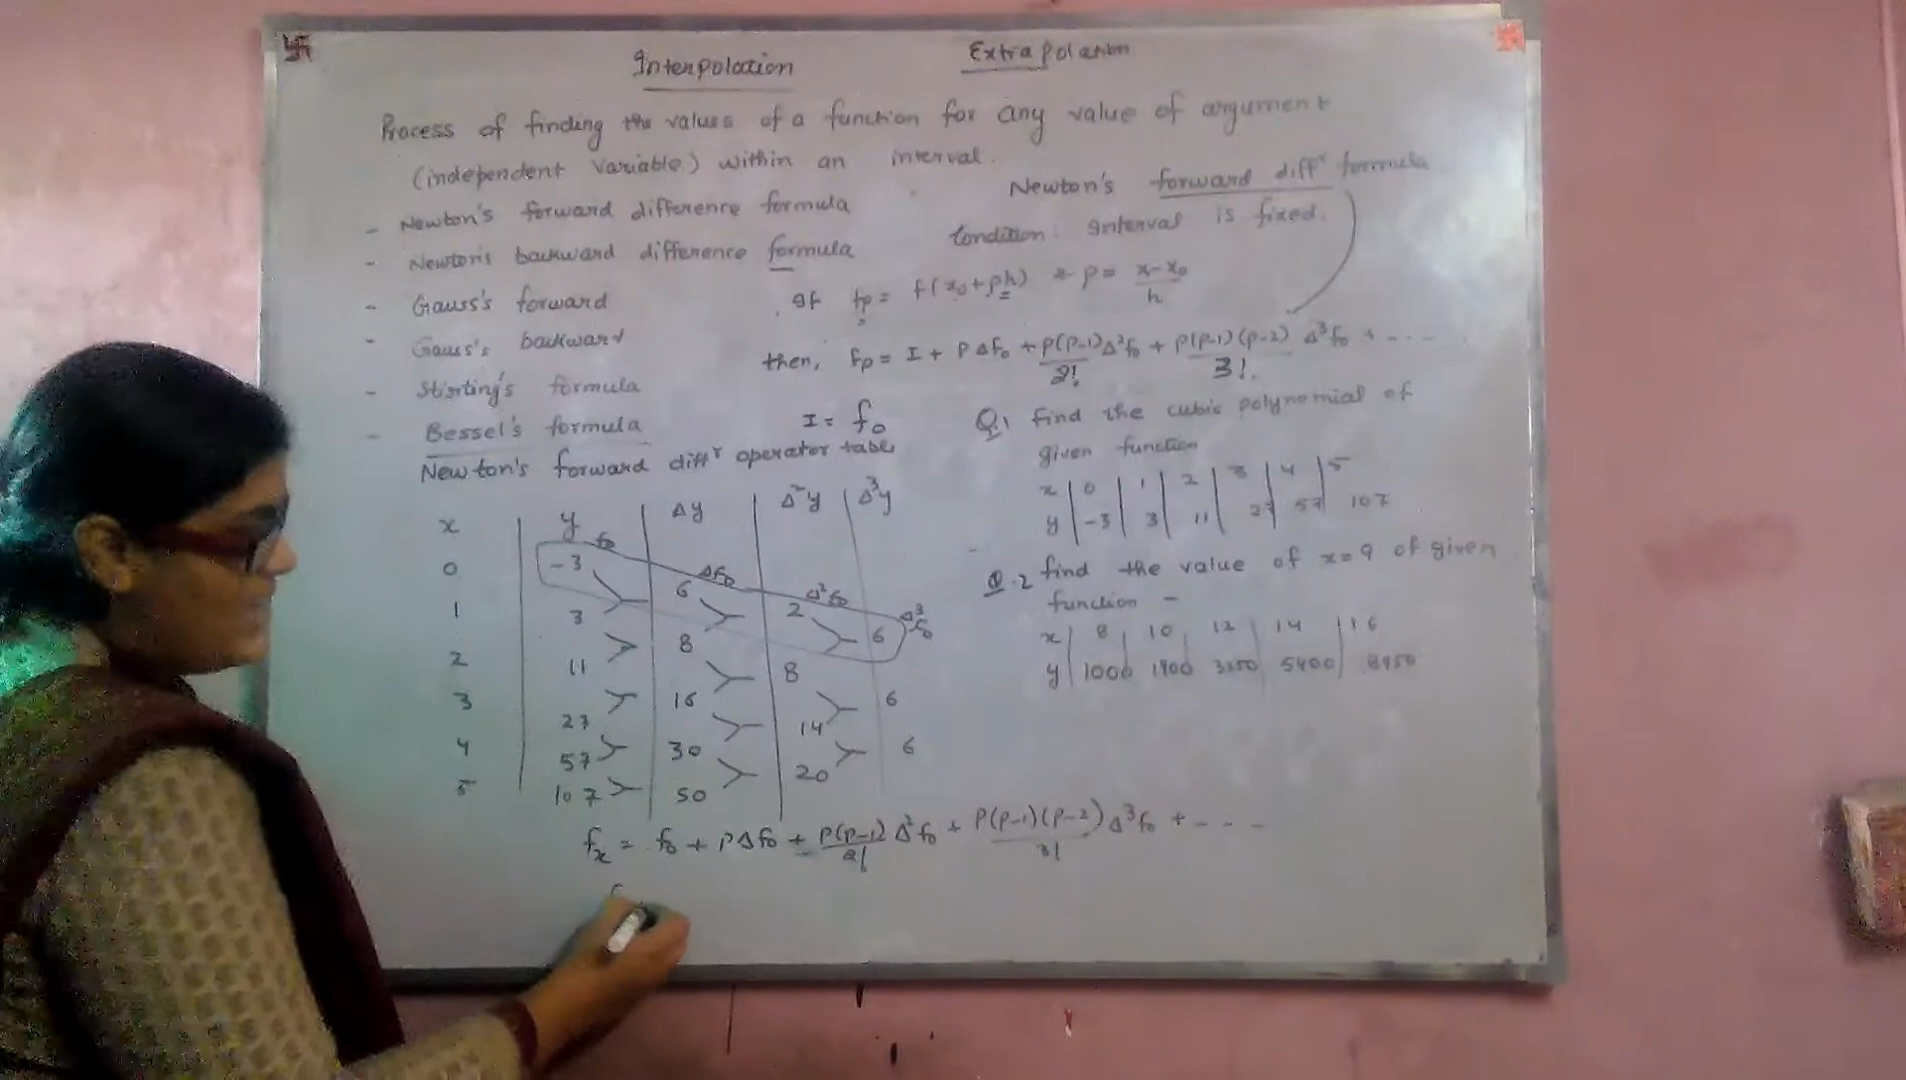 Interpolation
Extrapolation
Process of finding the values of a function for any value of argument
(independent variable) within an interval.
- Newton's forward difference formula
- Newton's backward difference formula
- Gauss's forward
- Gauss's backward
- Stirling's formula
- Bessel's formula
Newton's forward diffʳ formula
Condition: Interval is fixed.
If fp = f(x₀+ph) & p = (x-x₀)/h
then, fp = I + PΔf₀ + P(P-1)/2! Δ²f₀ + P(P-1)(P-2)/3! Δ³f₀ + - - -
I = f₀
Newton's forward diffʳ operator table
x y Δy Δ²y Δ³y
f₀ Δf₀ Δ²f₀ Δ³f₀
0 -3
6
1 3 2
8 6
2 11 8
16 6
3 27 14
30 6
4 57 20
50
5 107
fx = f₀ + PΔf₀ + P(P-1)/2! Δ²f₀ + P(P-1)(P-2)/3! Δ³f₀ + - - -
Q.1 find the cubic polynomial of
given function
x 0 1 2 3 4 5
y -3 3 11 27 57 107
Q.2 find the value of x=9 of given
function -
x 8 10 12 14 16
y 1000 1900 3250 5400 8950